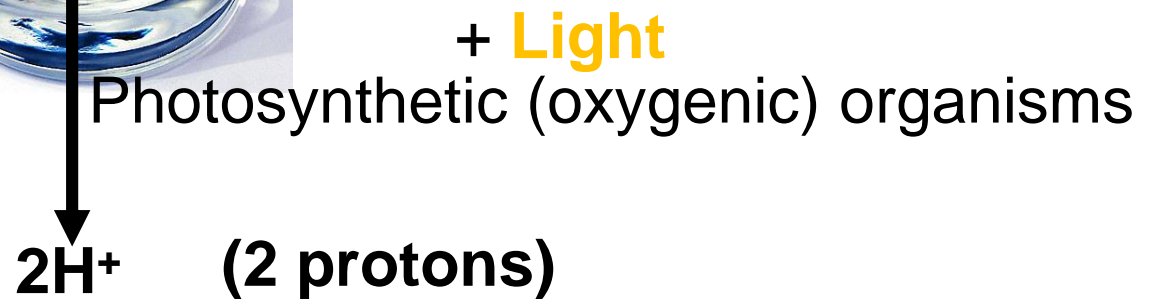 + Light
Photosynthetic (oxygenic) organisms
2H⁺ (2 protons)